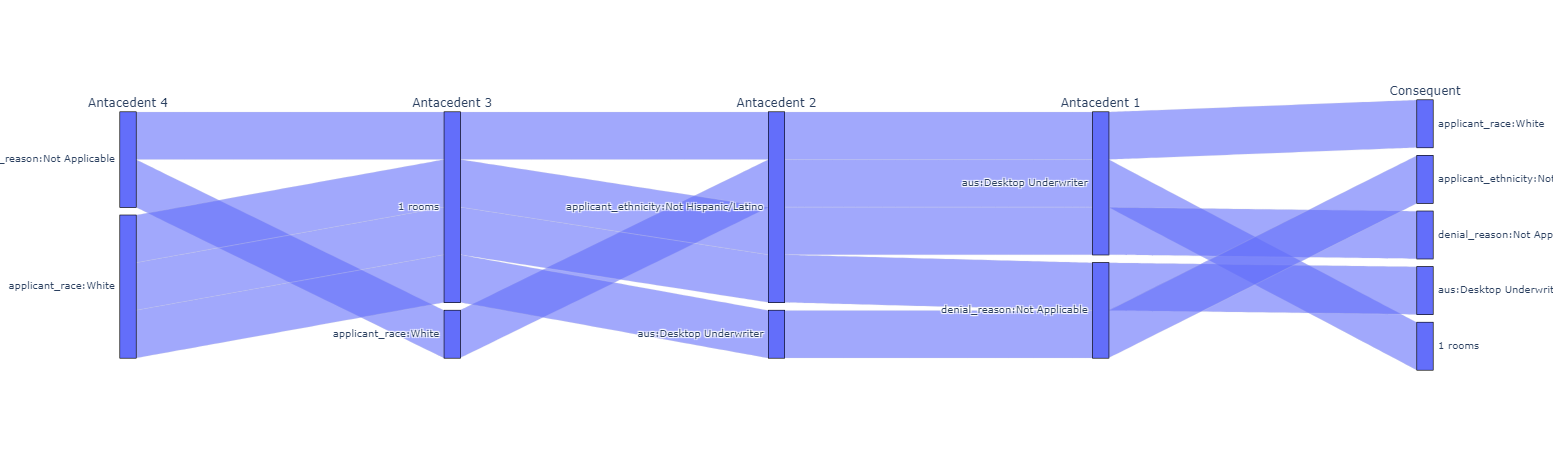 Antacedent 4
Antacedent 3
Antacedent 2
Antacedent 1
Consequent
_reason:Not Applicable
applicant_race:White
1 rooms
applicant_race:White
applicant_ethnicity:Not Hispanic/Latino
aus:Desktop Underwriter
aus:Desktop Underwriter
denial_reason:Not Applicable
applicant_race:White
applicant_ethnicity:Not
denial_reason:Not App
aus:Desktop Underwrit
1 rooms